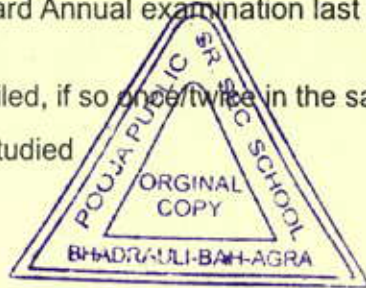 ard Annual examination last
iled, if so once/twice in the sa
tudied
POOJA PUBLIC SR. SEC SCHOOL
ORGINAL
COPY
BHADRAULI-BAH-AGRA